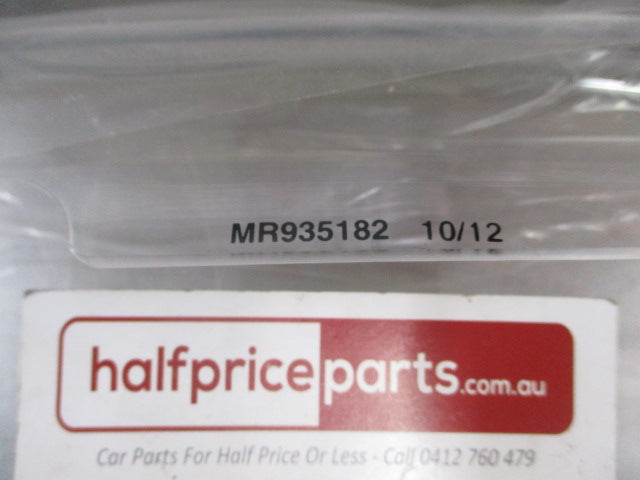 MR935182 10/12
halfpriceparts.com.au
Car Parts For Half Price Or Less - Call 0412 760 479